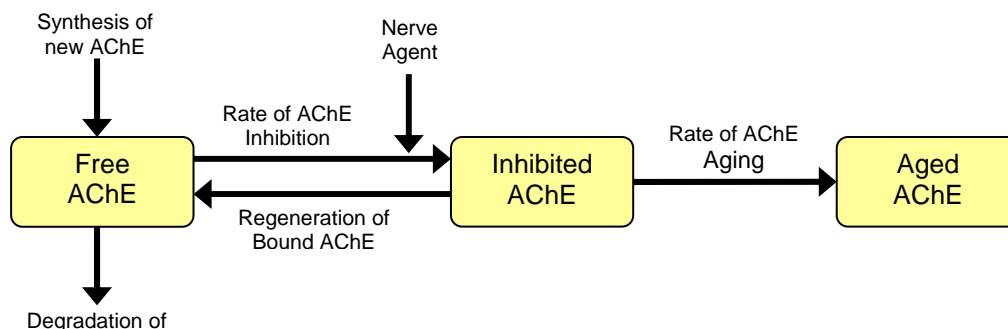 Synthesis of
new AChE
Nerve
Agent
Rate of AChE
Inhibition
Rate of AChE
Aging
Free
AChE
Inhibited
AChE
Aged
AChE
Regeneration of
Bound AChE
Degradation of